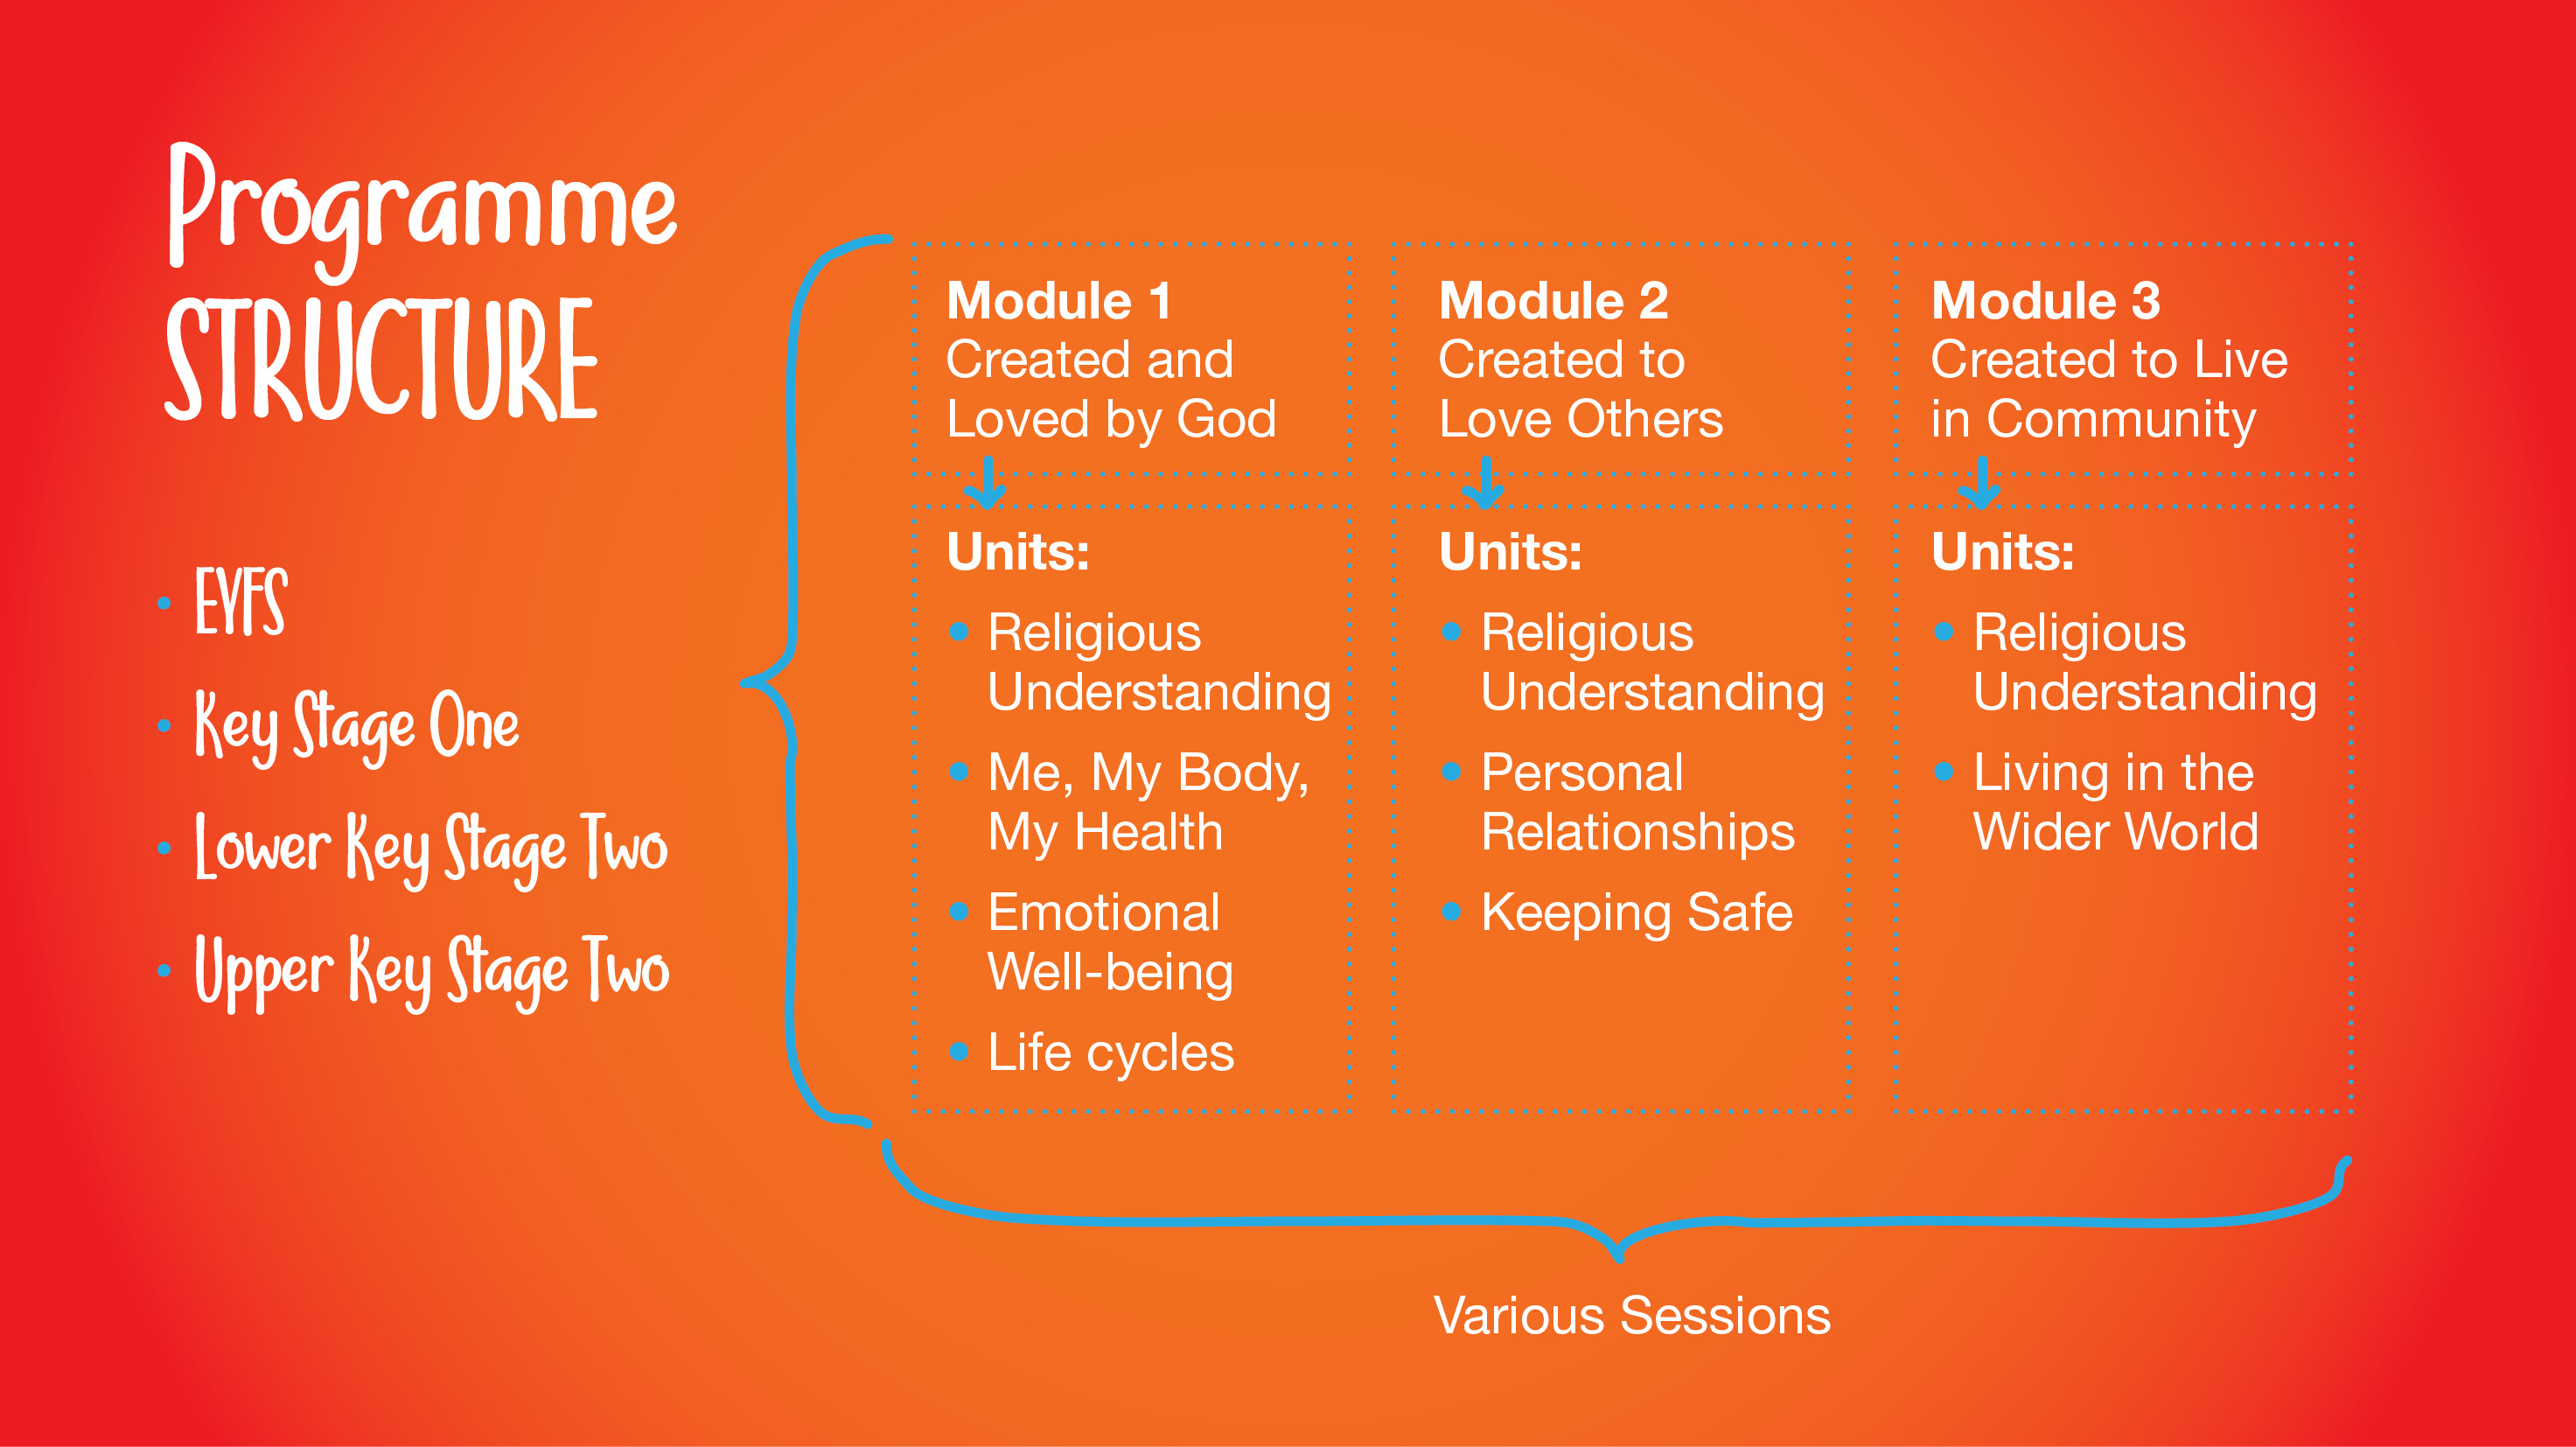 Programme
STRUCTURE
• EYFS
• Key Stage One
• Lower Key Stage Two
• Upper Key Stage Two
Module 1
Created and
Loved by God
Units:
• Religious
Understanding
• Me, My Body,
My Health
• Emotional
Well-being
• Life cycles
Module 2
Created to
Love Others
Units:
• Religious
Understanding
• Personal
Relationships
• Keeping Safe
Module 3
Created to Live
in Community
Units:
• Religious
Understanding
• Living in the
Wider World
Various Sessions